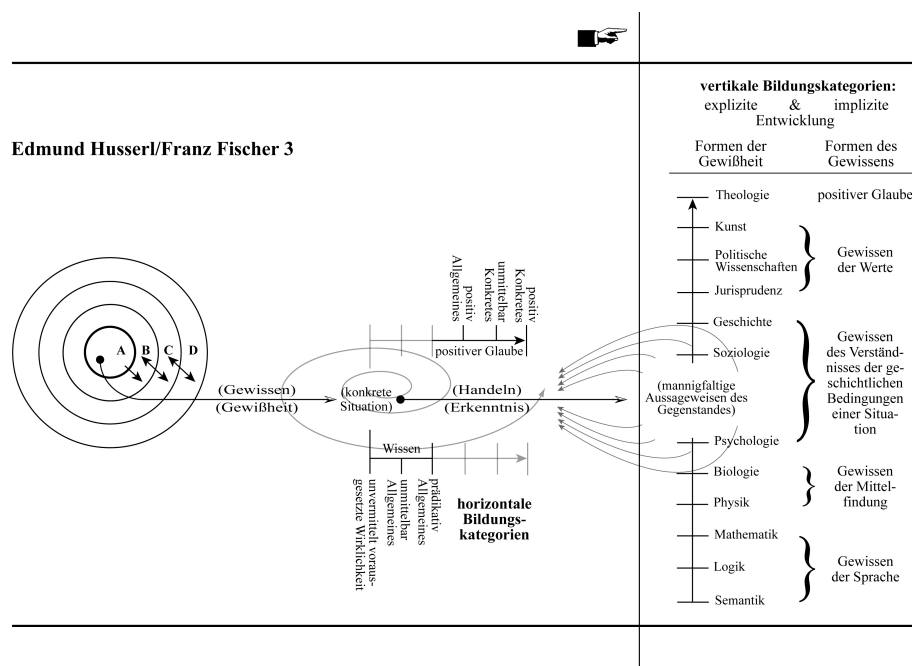 vertikale Bildungskategorien:
explizite & implizite
Entwicklung
Edmund Husserl/Franz Fischer 3
Formen der
Gewißheit
Formen des
Gewissens
Theologie
positiver Glaube
Kunst
Politische
Wissenschaften
Jurisprudenz
Gewissen
der Werte
Geschichte
Soziologie
(mannigfaltige
Aussageweisen des
Gegenstandes)
Psychologie
Gewissen
des Verständ-
nisses der ge-
schichtlichen
Bedingungen
einer Situa-
tion
Biologie
Physik
Gewissen
der Mittel-
findung
Mathematik
Logik
Semantik
Gewissen
der Sprache
A B C D
(Gewissen)
(Gewißheit)
(konkrete
Situation)
(Handeln)
(Erkenntnis)
positiv
Allgemeines
unmittelbar
Konkretes
positiv
Konkretes
positiver Glaube
Wissen
unvermittelt voraus-
gesetzte Wirklichkeit
unmittelbar
Allgemeines
prädikativ
Allgemeines
horizontale
Bildungs-
kategorien